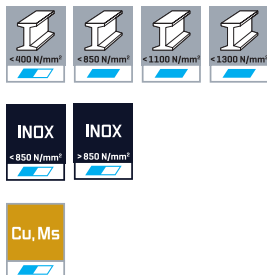 <400 N/mm² <850 N/mm² <1100 N/mm² <1300 N/mm²
INOX INOX
<850 N/mm² >850 N/mm²
Cu, Ms